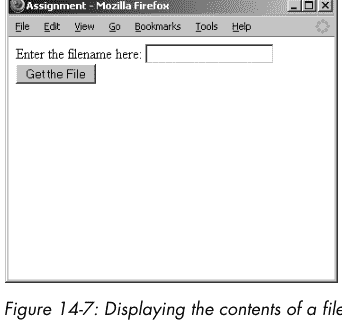 Assignment - Mozilla Firefox
File Edit View Go Bookmarks Tools Help
Enter the filename here:
Get the File
Figure 14-7: Displaying the contents of a file